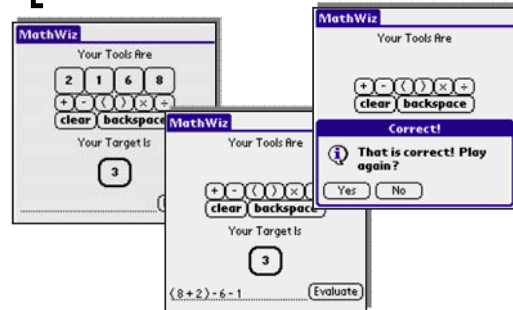 MathWiz
Your Tools Are
2 1 6 8
+ - ( ) × ÷
clear backspace
Your Target Is
3
MathWiz
Your Tools Are
+ - ( ) ×
clear backspace
Your Target Is
3
(8+2)-6-1 Evaluate
MathWiz
Your Tools Are
+ - ( ) × ÷
clear backspace
Correct!
That is correct! Play
again?
Yes No